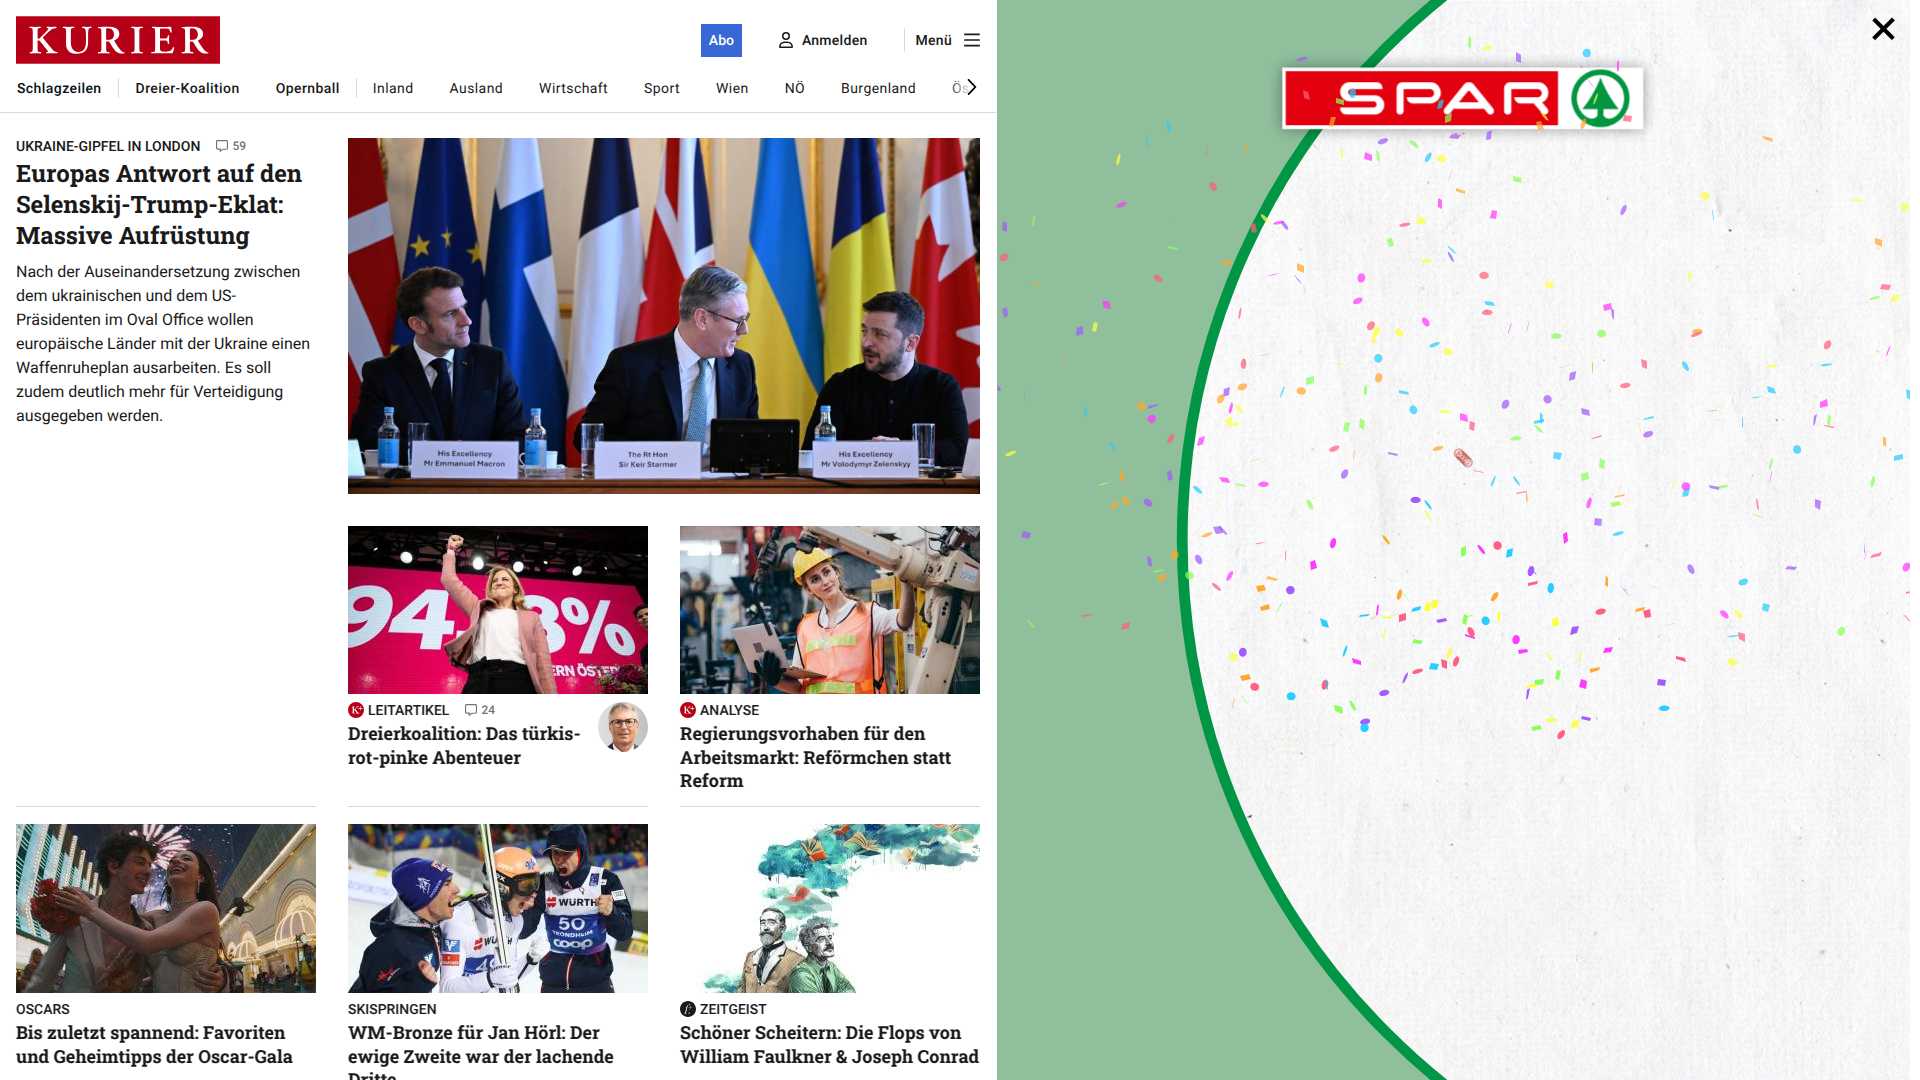 KURIER
Abo
Anmelden
Menü
Schlagzeilen
Dreier-Koalition
Opernball
Inland
Ausland
Wirtschaft
Sport
Wien
NÖ
Burgenland
SPAR
UKRAINE-GIPFEL IN LONDON 59
Europas Antwort auf den
Selenskij-Trump-Eklat:
Massive Aufrüstung
Nach der Auseinandersetzung zwischen
dem ukrainischen und dem US-
Präsidenten im Oval Office wollen
europäische Länder mit der Ukraine einen
Waffenruheplan ausarbeiten. Es soll
zudem deutlich mehr für Verteidigung
ausgegeben werden.
His Excellency
Mr Emmanuel Macron
The Rt Hon
Sir Keir Starmer
His Excellency
Mr Volodymyr Zelenskyy
K+ LEITARTIKEL 24
Dreierkoalition: Das türkis-
rot-pinke Abenteuer
K+ ANALYSE
Regierungsvorhaben für den
Arbeitsmarkt: Reförmchen statt
Reform
WÜRTH
50
TRONDHEIM
coop
OSCARS
Bis zuletzt spannend: Favoriten
und Geheimtipps der Oscar-Gala
SKISPRINGEN
WM-Bronze für Jan Hörl: Der
ewige Zweite war der lachende
Dritte
ZEITGEIST
Schöner Scheitern: Die Flops von
William Faulkner & Joseph Conrad